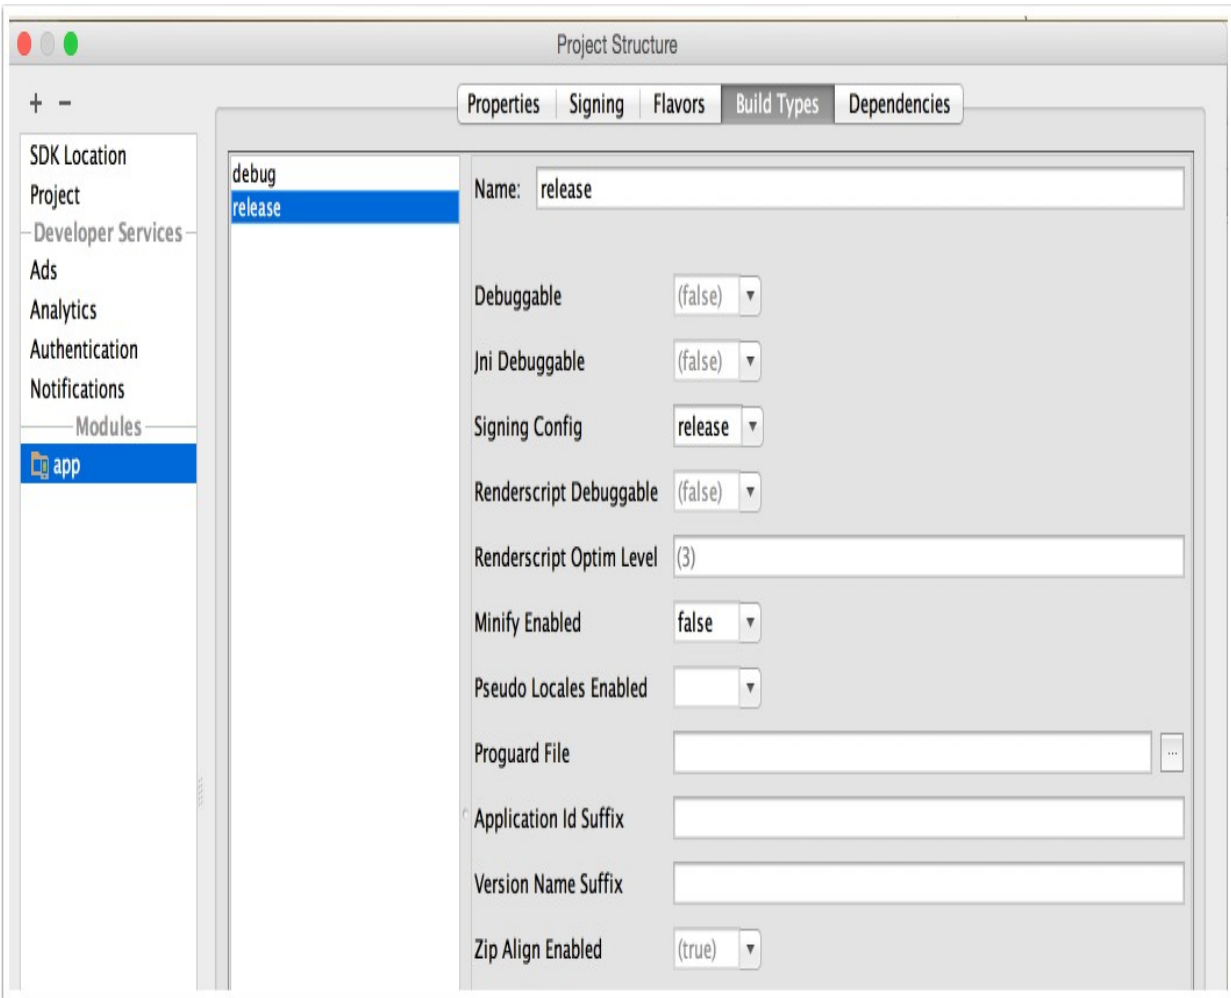 Project Structure
+ −
Properties Signing Flavors Build Types Dependencies
SDK Location
Project
Developer Services
Ads
Analytics
Authentication
Notifications
Modules
app
debug
release
Name: release
Debuggable (false)
Jni Debuggable (false)
Signing Config release
Renderscript Debuggable (false)
Renderscript Optim Level (3)
Minify Enabled false
Pseudo Locales Enabled
Proguard File ...
Application Id Suffix
Version Name Suffix
Zip Align Enabled (true)